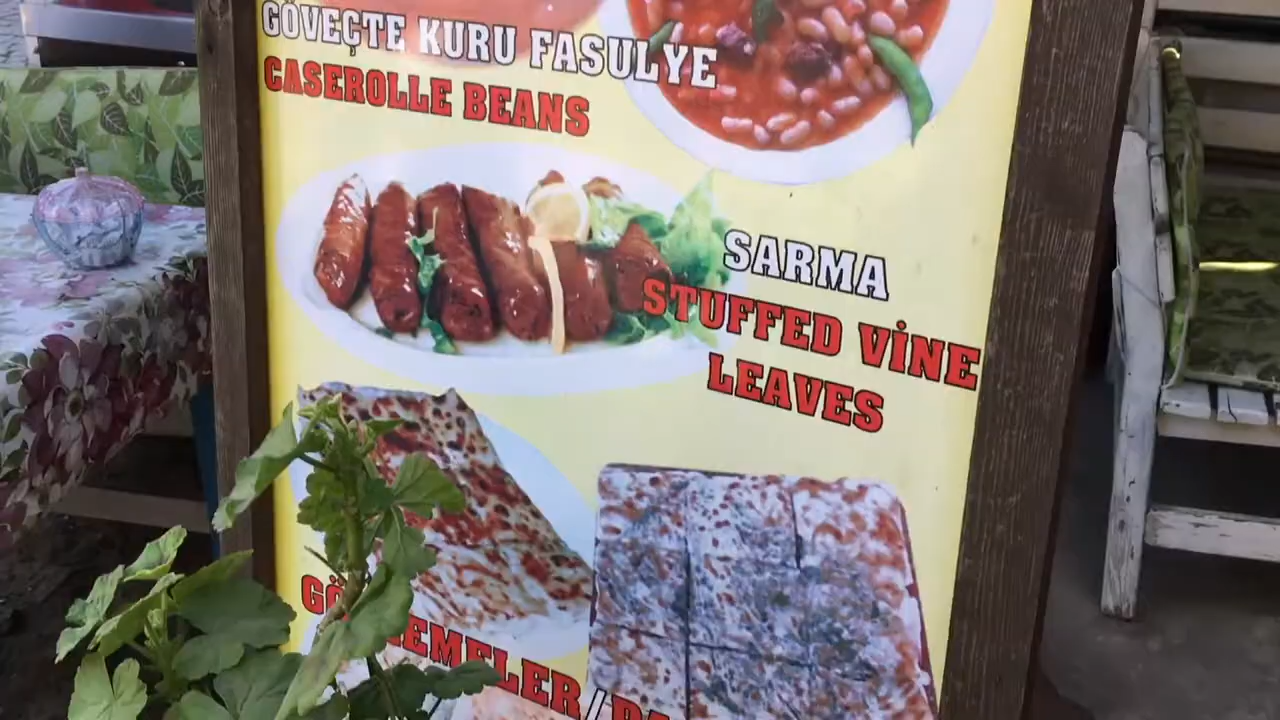 GÖVEÇTE KURU FASULYE
CASEROLLE BEANS
SARMA
STUFFED VİNE
LEAVES